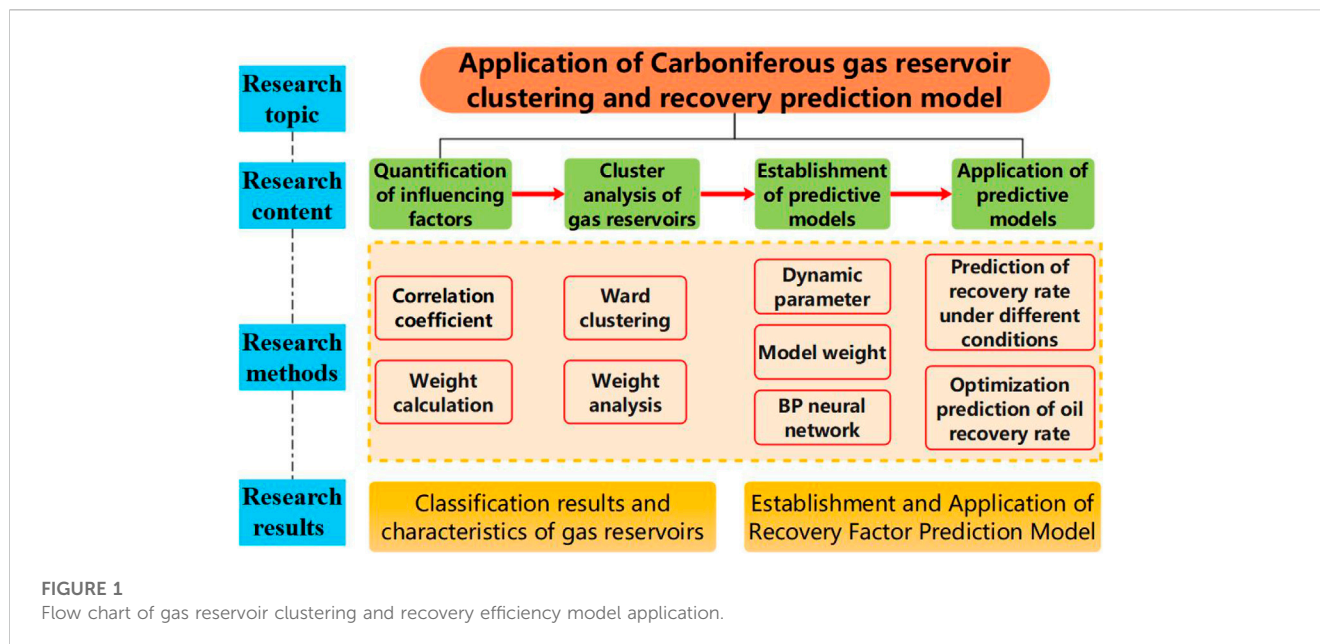 Research
topic
Application of Carboniferous gas reservoir
clustering and recovery prediction model
Research
content
Quantification
of influencing
factors
Cluster
analysis of
gas reservoirs
Establishment
of predictive
models
Application of
predictive
models
Research
methods
Correlation
coefficient
Weight
calculation
Ward
clustering
Weight
analysis
Dynamic
parameter
Model weight
BP neural
network
Prediction of
recovery rate
under different
conditions
Optimization
prediction of oil
recovery rate
Research
results
Classification results and
characteristics of gas reservoirs
Establishment and Application of
Recovery Factor Prediction Model
FIGURE 1
Flow chart of gas reservoir clustering and recovery efficiency model application.